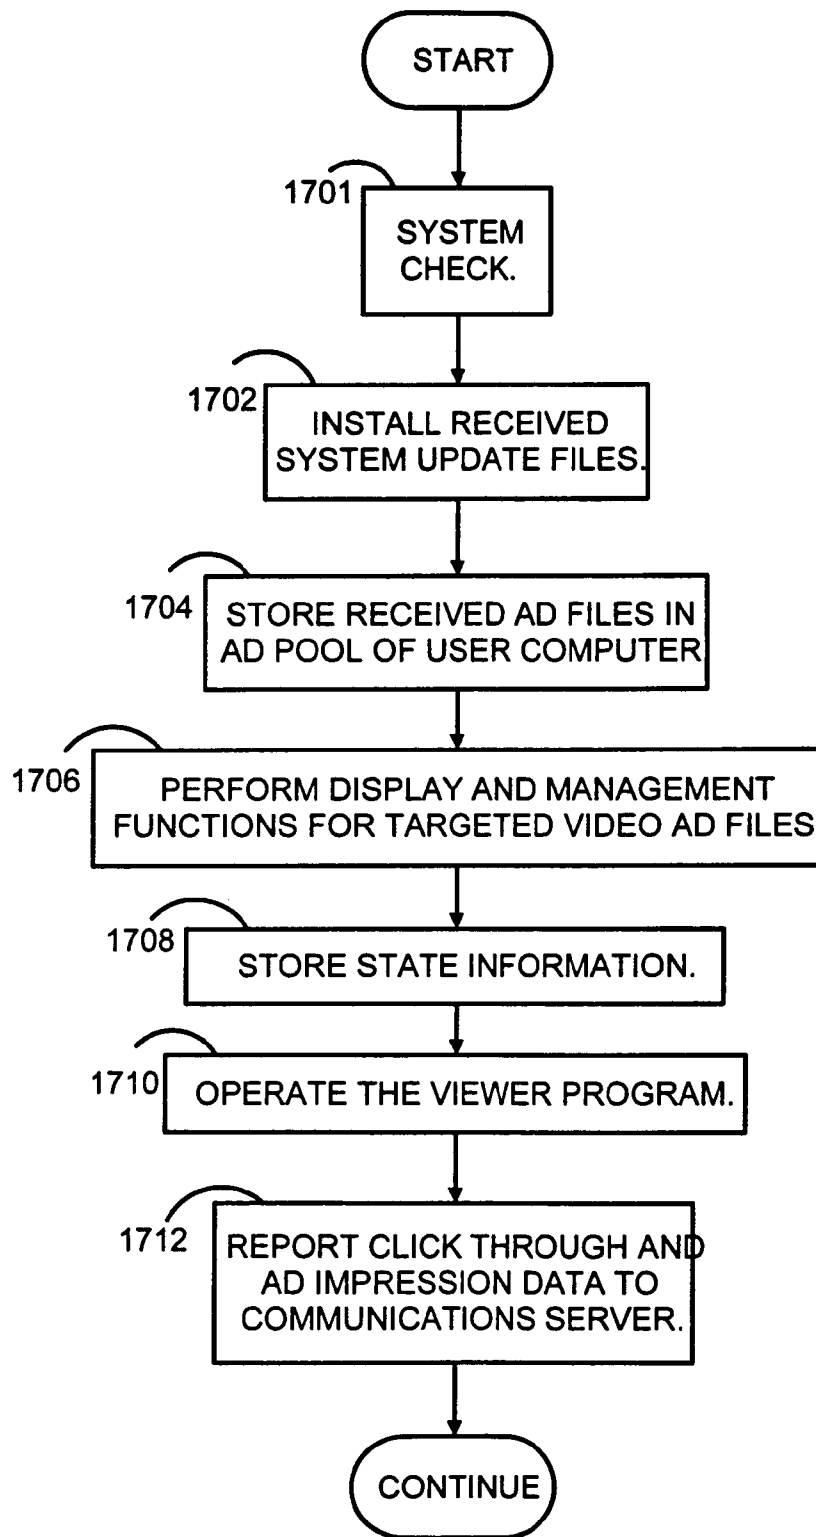 START
1701
SYSTEM
CHECK.
1702
INSTALL RECEIVED
SYSTEM UPDATE FILES.
1704
STORE RECEIVED AD FILES IN
AD POOL OF USER COMPUTER
1706
PERFORM DISPLAY AND MANAGEMENT
FUNCTIONS FOR TARGETED VIDEO AD FILES
1708
STORE STATE INFORMATION.
1710
OPERATE THE VIEWER PROGRAM.
1712
REPORT CLICK THROUGH AND
AD IMPRESSION DATA TO
COMMUNICATIONS SERVER.
CONTINUE